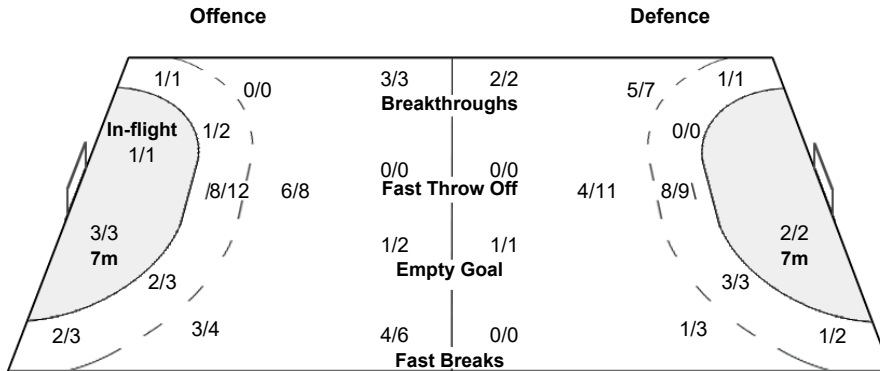 Offence Defence
1/1 0/0 3/3 2/2 5/7 1/1
Breakthroughs
In-flight 1/2 0/0
1/1
0/0 0/0
Fast Throw Off
8/12 6/8 4/11 8/9
3/3 2/2
7m 7m
1/2 1/1
Empty Goal
2/3 3/3
2/3 3/4 4/6 0/0 1/3 1/2
Fast Breaks